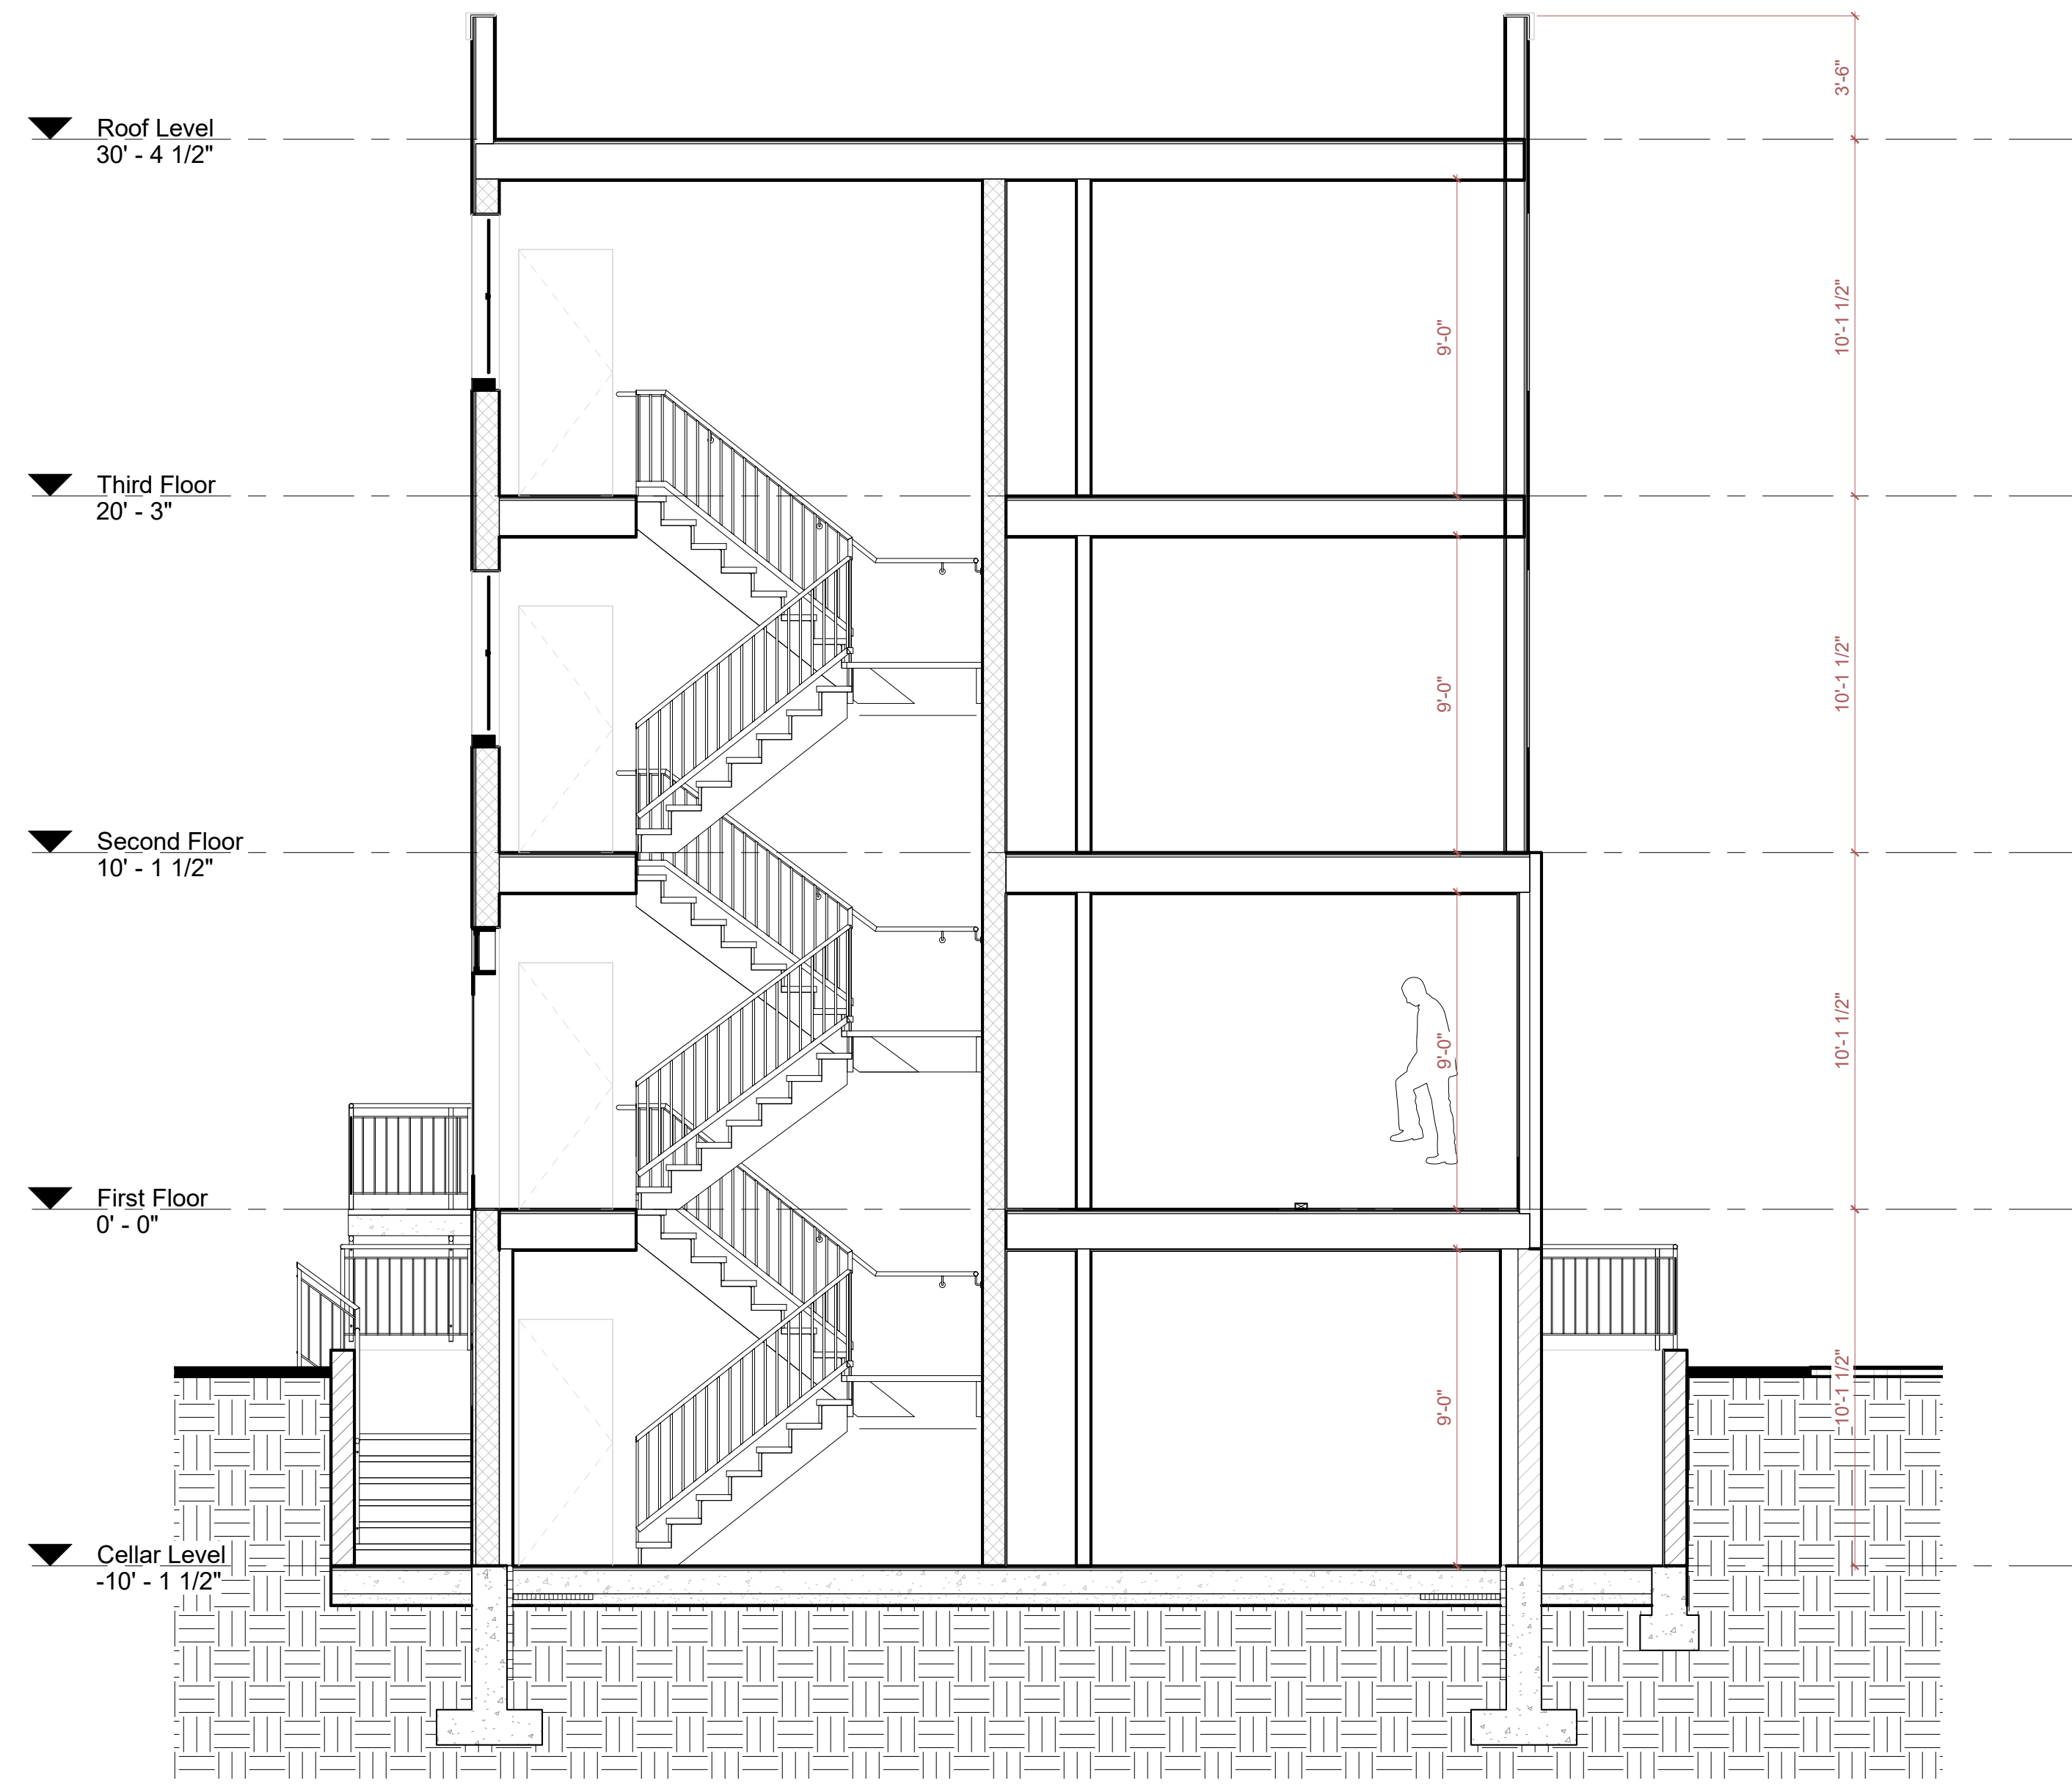 3'-6"
Roof Level
30' - 4 1/2"
10'-1 1/2"
9'-0"
Third Floor
20' - 3"
10'-1 1/2"
9'-0"
Second Floor
10' - 1 1/2"
10'-1 1/2"
9'-0"
First Floor
0' - 0"
10'-1 1/2"
9'-0"
Cellar Level
-10' - 1 1/2"